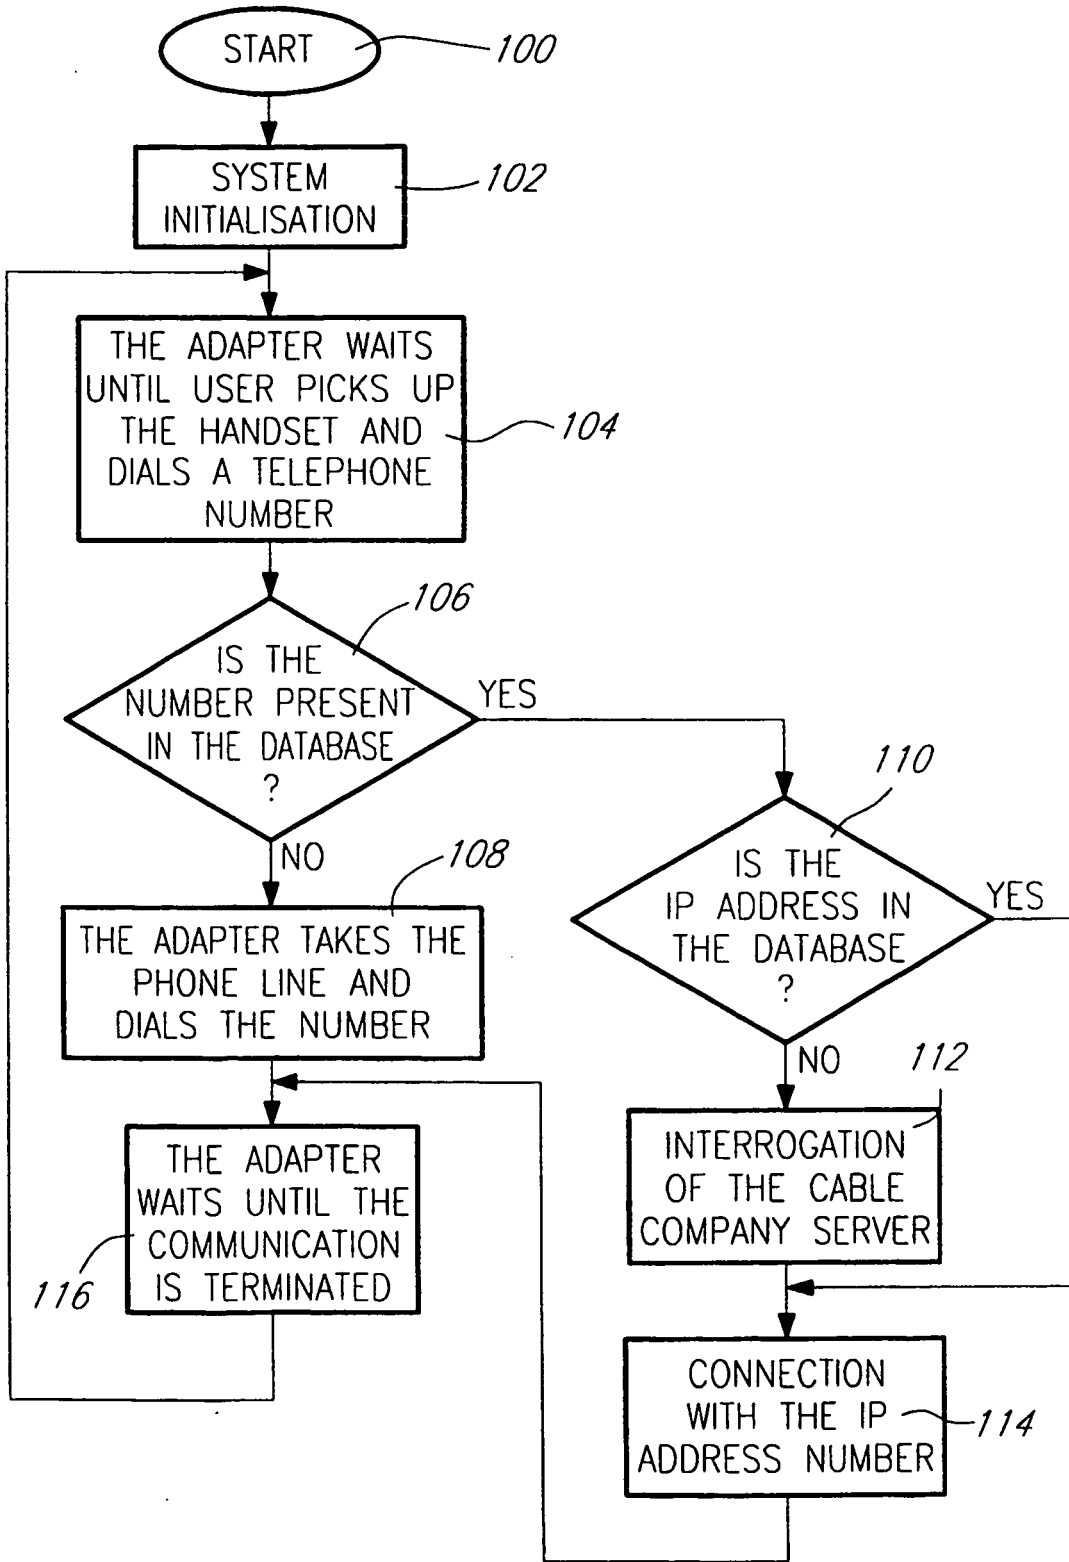 START
100
SYSTEM
INITIALISATION
102
THE ADAPTER WAITS
UNTIL USER PICKS UP
THE HANDSET AND
DIALS A TELEPHONE
NUMBER
104
106
IS THE
NUMBER PRESENT
IN THE DATABASE
?
YES
NO
108
THE ADAPTER TAKES THE
PHONE LINE AND
DIALS THE NUMBER
110
IS THE
IP ADDRESS IN
THE DATABASE
?
YES
NO
112
INTERROGATION
OF THE CABLE
COMPANY SERVER
THE ADAPTER
WAITS UNTIL THE
COMMUNICATION
IS TERMINATED
116
CONNECTION
WITH THE IP
ADDRESS NUMBER
114